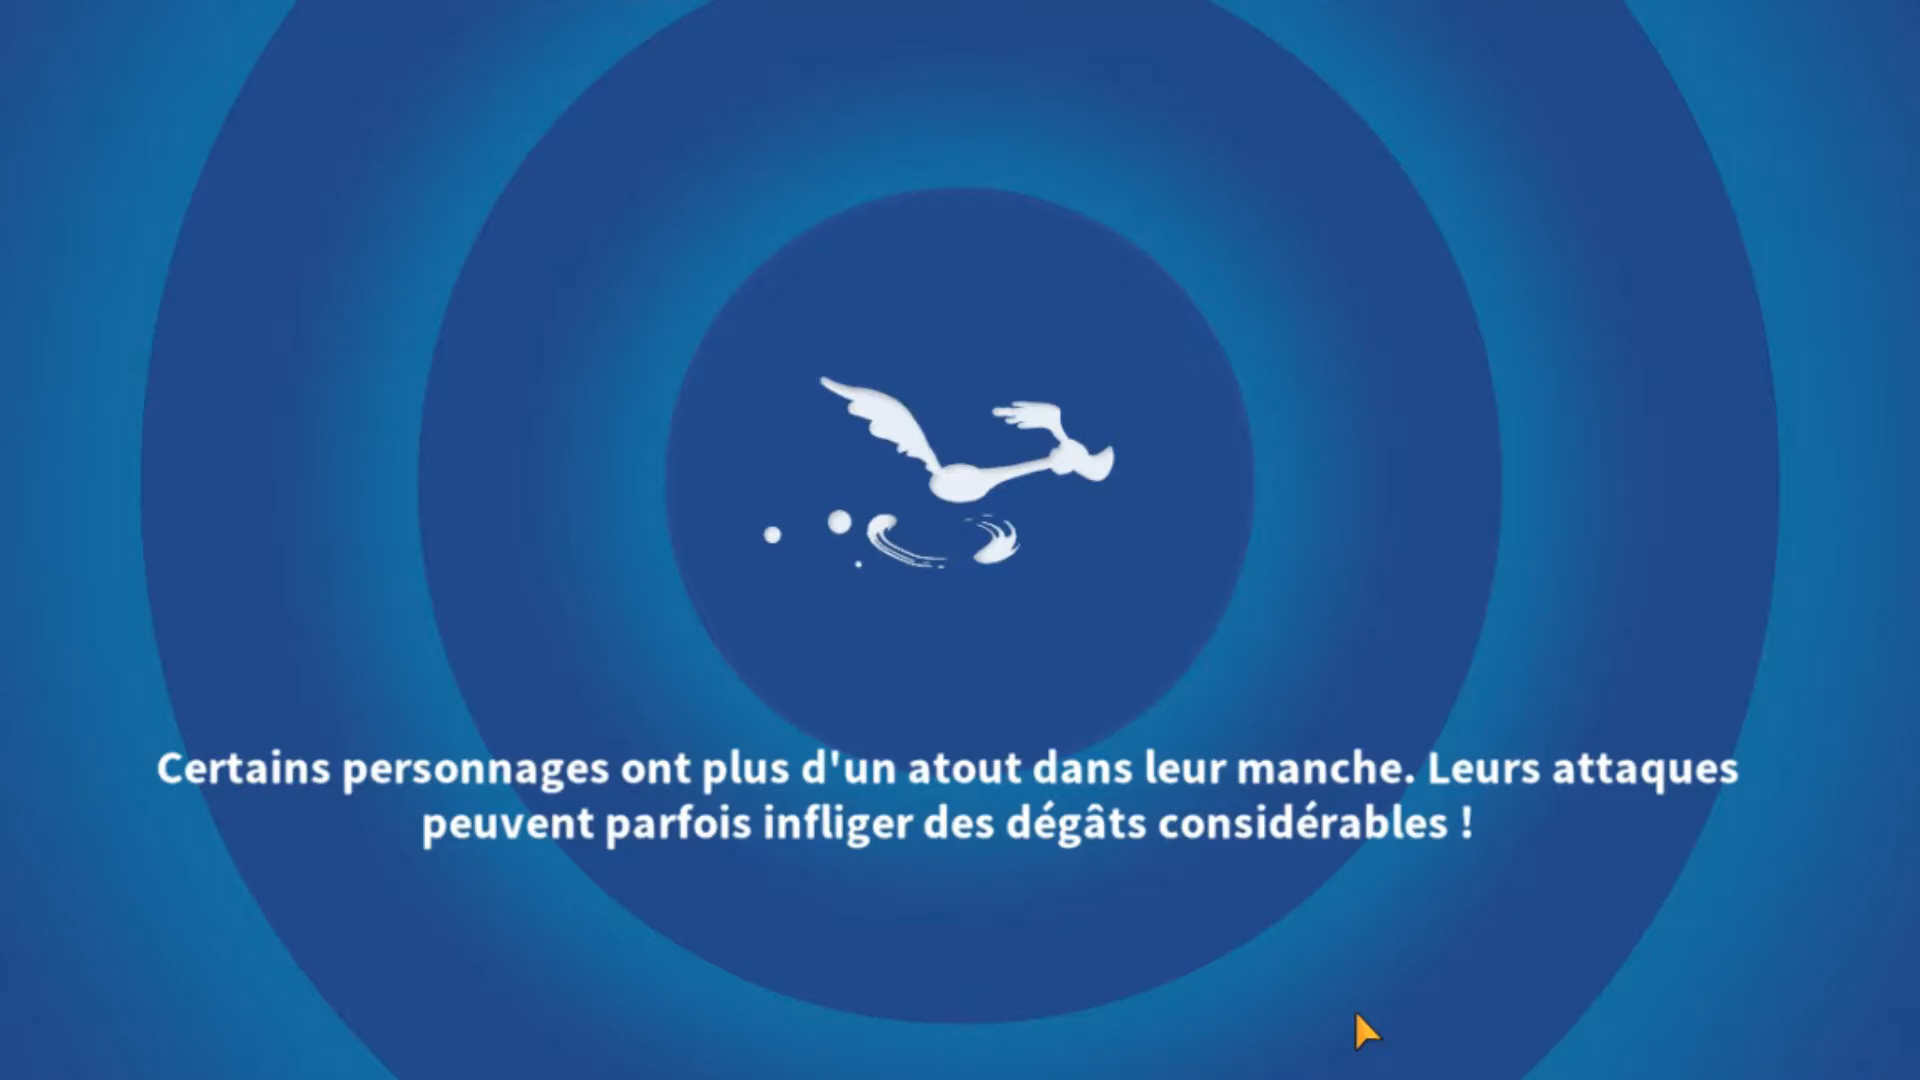 Certains personnages ont plus d'un atout dans leur manche. Leurs attaques
peuvent parfois infliger des dégâts considérables !